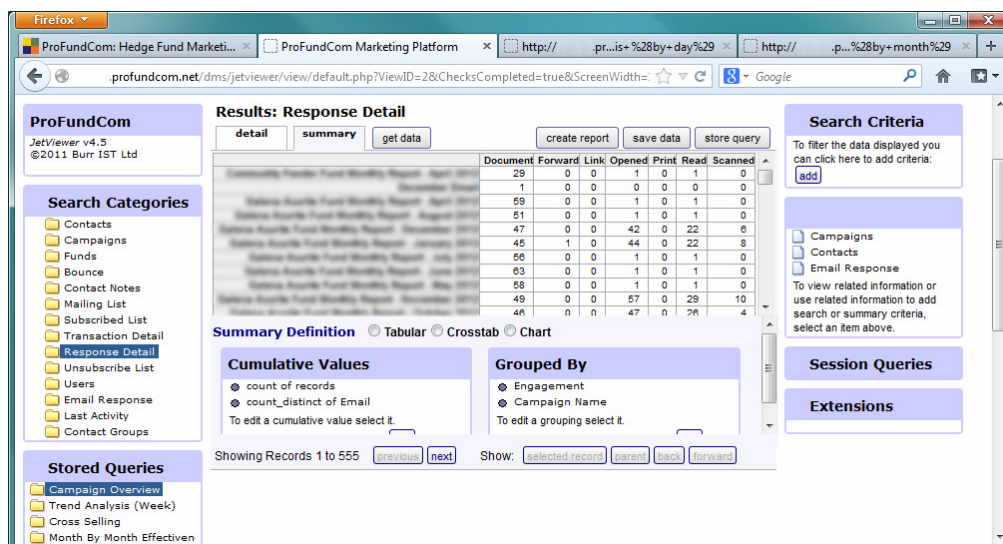 Firefox
ProFundCom: Hedge Fund Marketi... ×
ProFundCom Marketing Platform ×
http:// .pr...is+%28by+day%29 ×
http:// .p...%28by+month%29 ×
+
.profundcom.net/dms/jetviewer/view/default.php?ViewID=2&ChecksCompleted=true&ScreenWidth=
Google
ProFundCom
JetViewer v4.5
©2011 Burr IST Ltd
Search Categories
Contacts
Campaigns
Funds
Bounce
Contact Notes
Mailing List
Subscribed List
Transaction Detail
Response Detail
Unsubscribe List
Users
Email Response
Last Activity
Contact Groups
Stored Queries
Campaign Overview
Trend Analysis (Week)
Cross Selling
Month By Month Effectiven
Results: Response Detail
detail summary get data create report save data store query
Document Forward Link Opened Print Read Scanned
29 0 0 1 0 1 0
1 0 0 0 0 0 0
59 0 0 1 0 1 0
51 0 0 1 0 1 0
47 0 0 42 0 22 6
45 1 0 44 0 22 8
56 0 0 1 0 1 0
63 0 0 1 0 1 0
58 0 0 1 0 1 0
49 0 0 57 0 29 10
46 0 0 47 0 26 4
Summary Definition Tabular Crosstab Chart
Cumulative Values
count of records
count_distinct of Email
To edit a cumulative value select it.
Grouped By
Engagement
Campaign Name
To edit a grouping select it.
Showing Records 1 to 555 previous next Show: selected record parent back forward
Search Criteria
To filter the data displayed you
can click here to add criteria:
add
Campaigns
Contacts
Email Response
To view related information or
use related information to add
search or summary criteria,
select an item above.
Session Queries
Extensions